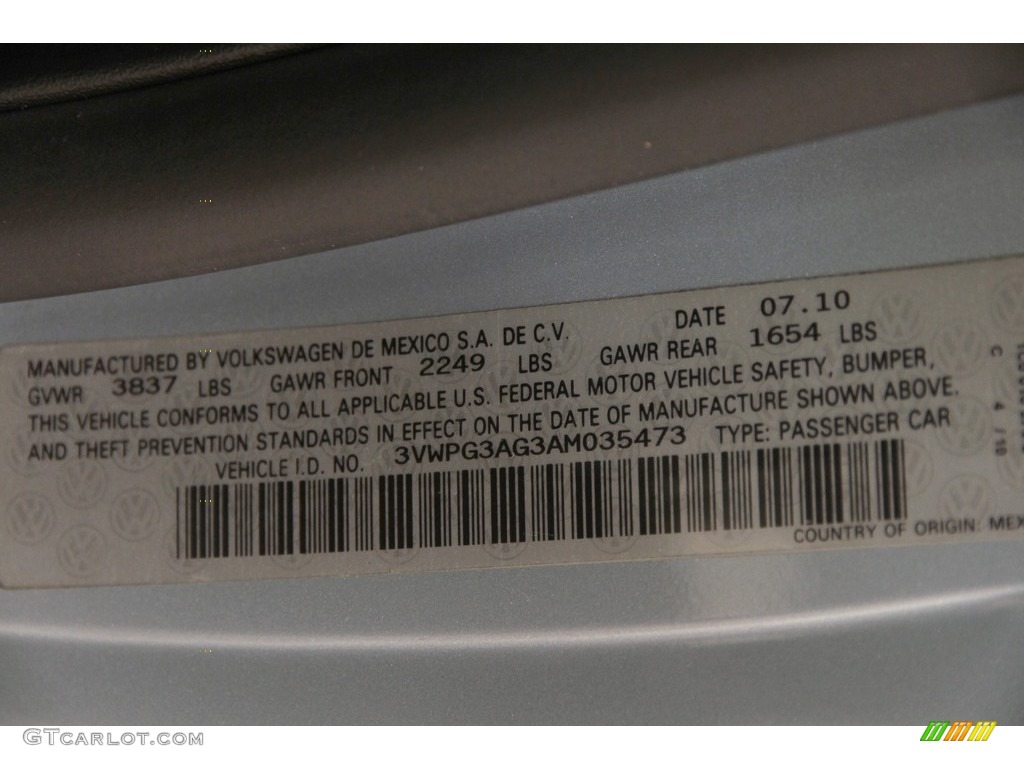 MANUFACTURED BY VOLKSWAGEN DE MEXICO S.A. DE C.V. DATE 07.10
GVWR 3837 LBS GAWR FRONT 2249 LBS GAWR REAR 1654 LBS
THIS VEHICLE CONFORMS TO ALL APPLICABLE U.S. FEDERAL MOTOR VEHICLE SAFETY, BUMPER,
AND THEFT PREVENTION STANDARDS IN EFFECT ON THE DATE OF MANUFACTURE SHOWN ABOVE.
VEHICLE I.D. NO. 3VWPG3AG3AM035473 TYPE: PASSENGER CAR
COUNTRY OF ORIGIN: MEX
C 4 / 10
GTCARLOT.COM